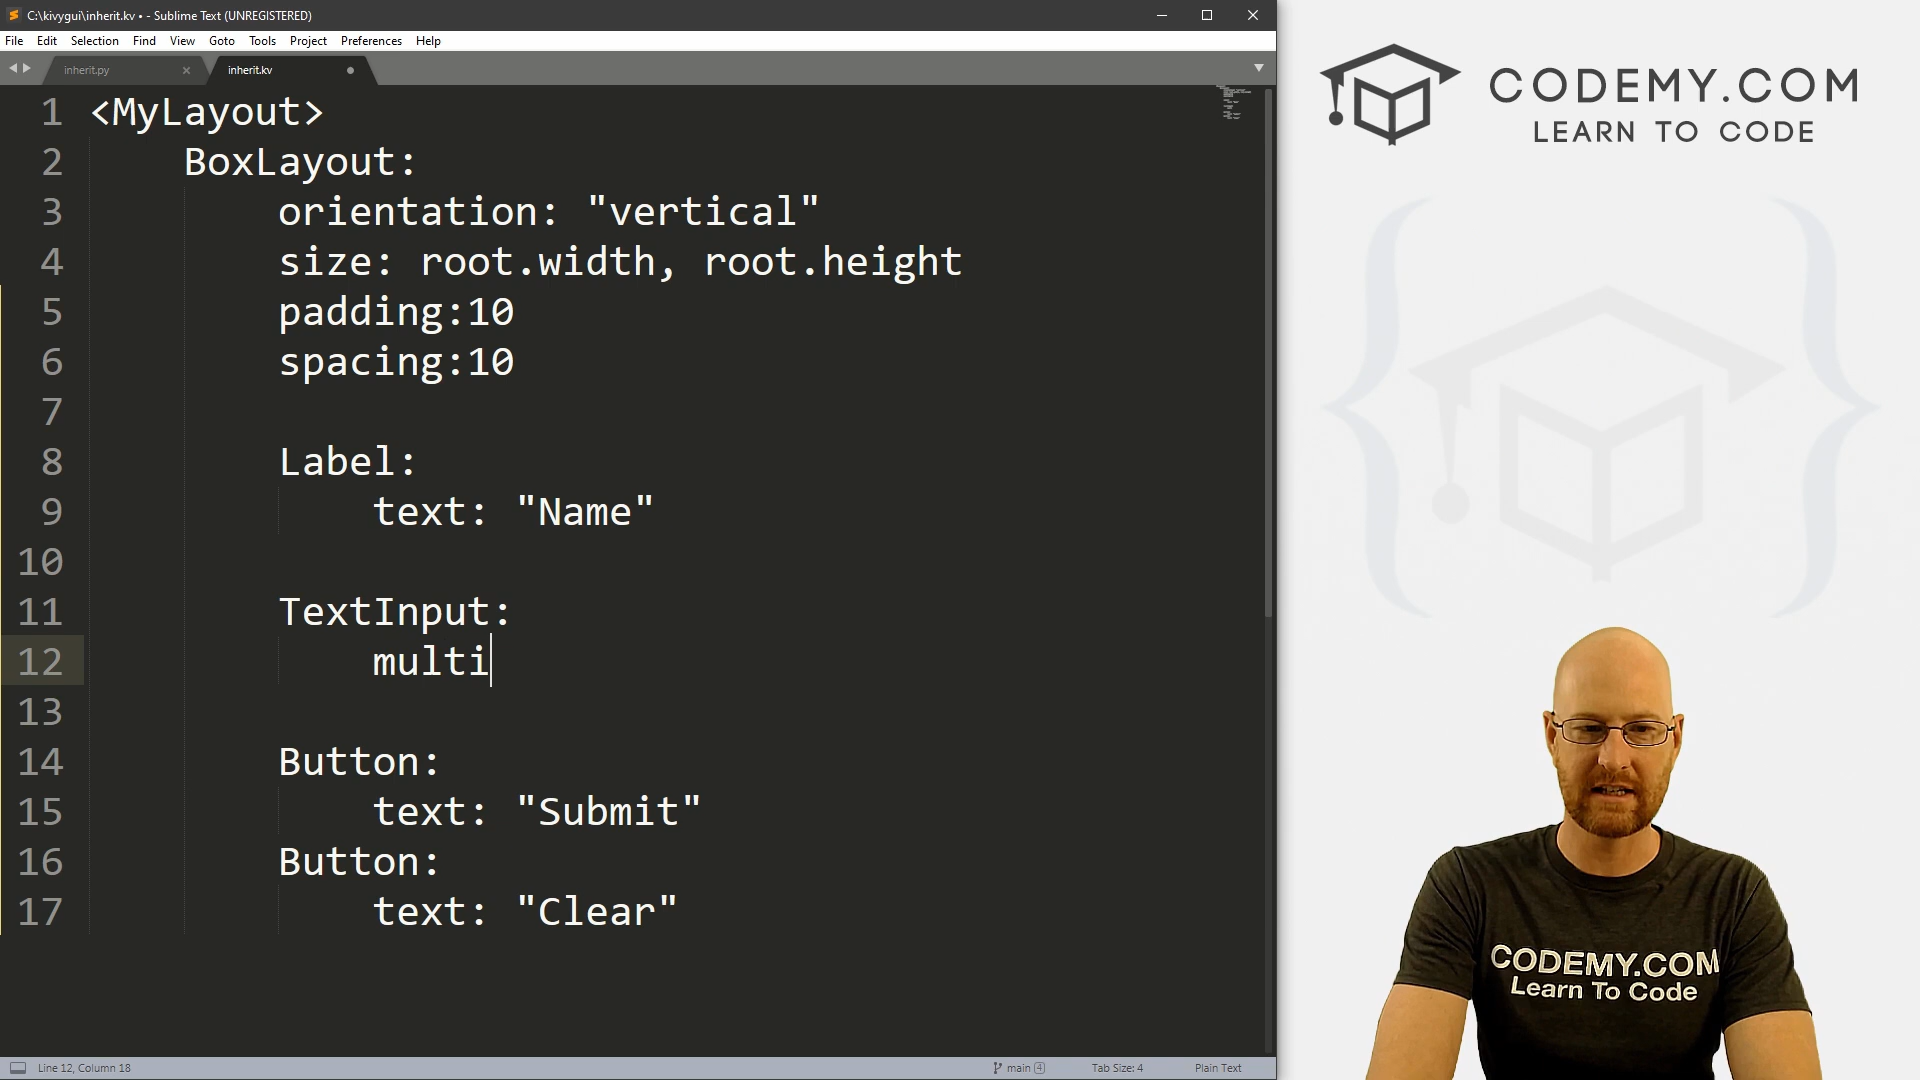 C:\kivygui\inherit.kv • - Sublime Text (UNREGISTERED)
File Edit Selection Find View Goto Tools Project Preferences Help
inherit.py inherit.kv
1 <MyLayout>
2 BoxLayout:
3 orientation: "vertical"
4 size: root.width, root.height
5 padding:10
6 spacing:10
7
8 Label:
9 text: "Name"
10
11 TextInput:
12 multi
13
14 Button:
15 text: "Submit"
16 Button:
17 text: "Clear"
Line 12, Column 18 main 4 Tab Size: 4 Plain Text
CODEMY.COM
LEARN TO CODE
CODEMY.COM
Learn To Code